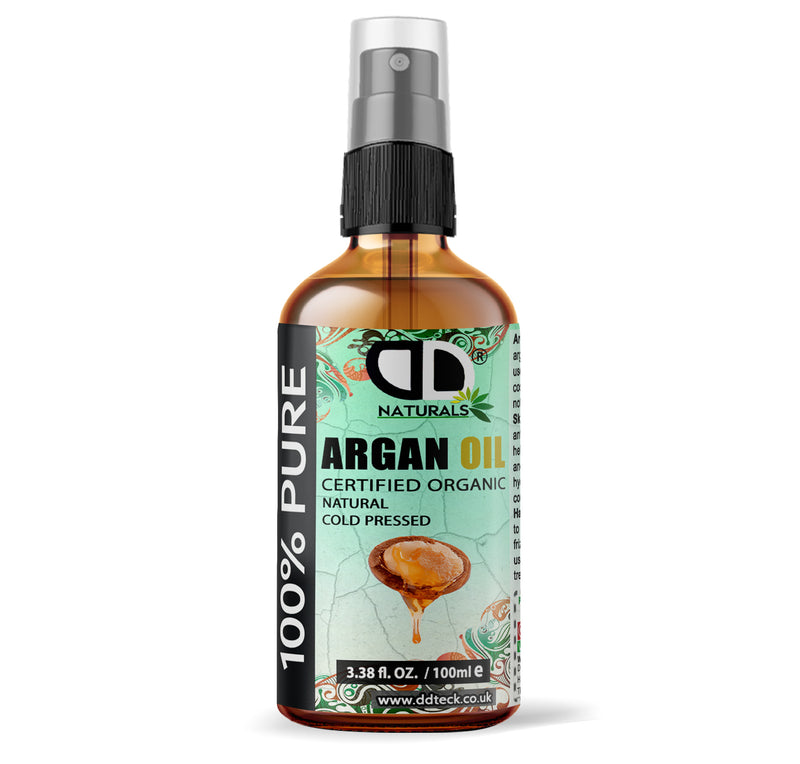 100% PURE
DD
®
NATURALS
ARGAN OIL
CERTIFIED ORGANIC
NATURAL
COLD PRESSED
3.38 fl. OZ. / 100ml e
www.ddteck.co.uk